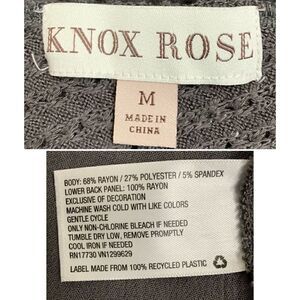 KNOX ROSE
M
MADE IN
CHINA
BODY: 68% RAYON / 27% POLYESTER / 5% SPANDEX
LOWER BACK PANEL: 100% RAYON
EXCLUSIVE OF DECORATION
MACHINE WASH COLD WITH LIKE COLORS
GENTLE CYCLE
ONLY NON-CHLORINE BLEACH IF NEEDED
TUMBLE DRY LOW, REMOVE PROMPTLY
COOL IRON IF NEEDED
RN17730 VN1299629
LABEL MADE FROM 100% RECYCLED PLASTIC